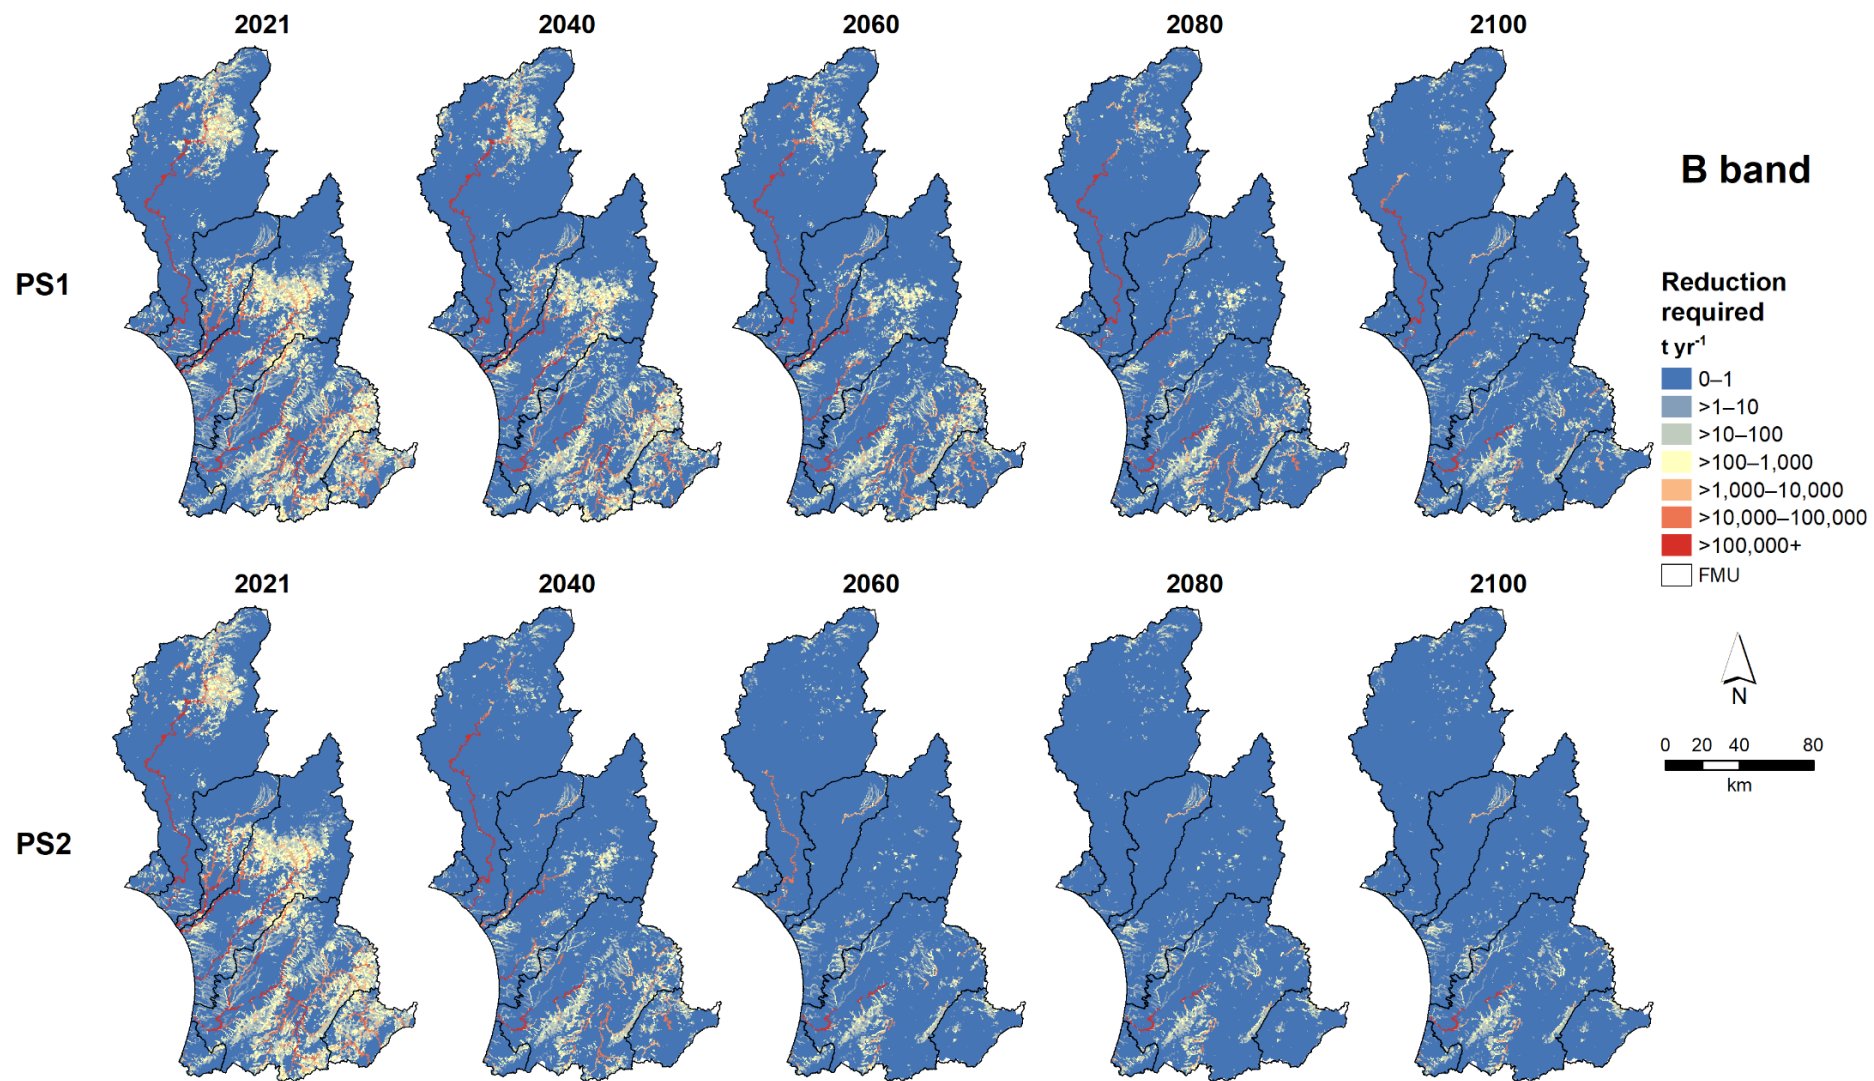 2021 2040 2060 2080 2100
B band
PS1
Reduction
required
t yr⁻¹
0–1
>1–10
>10–100
>100–1,000
>1,000–10,000
>10,000–100,000
>100,000+
FMU
2021 2040 2060 2080 2100
N
0 20 40 80
km
PS2